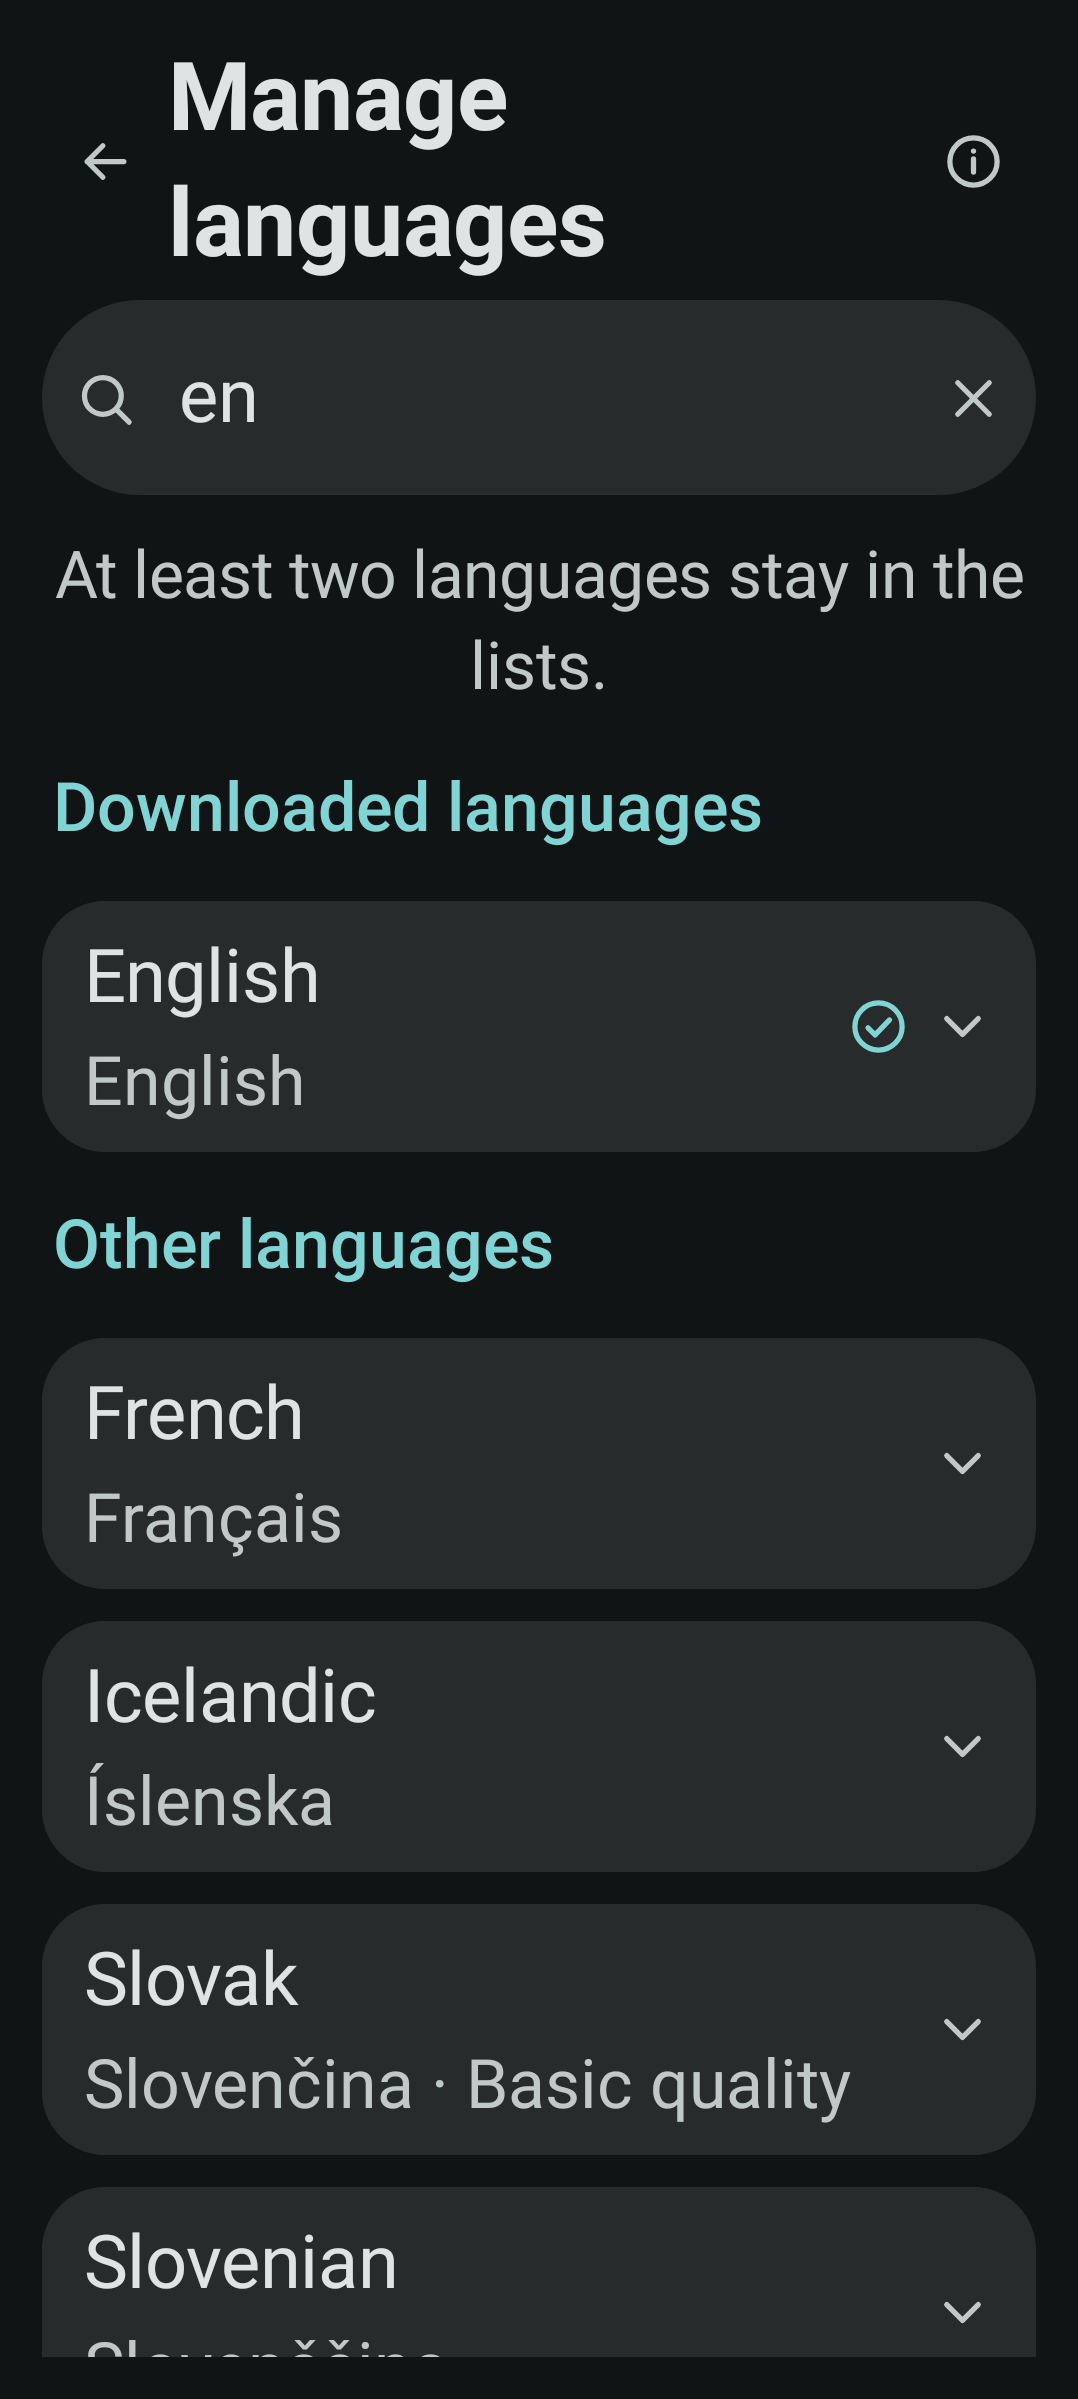 Manage
languages
en
At least two languages stay in the
lists.
Downloaded languages
English
English
Other languages
French
Français
Icelandic
Íslenska
Slovak
Slovenčina · Basic quality
Slovenian